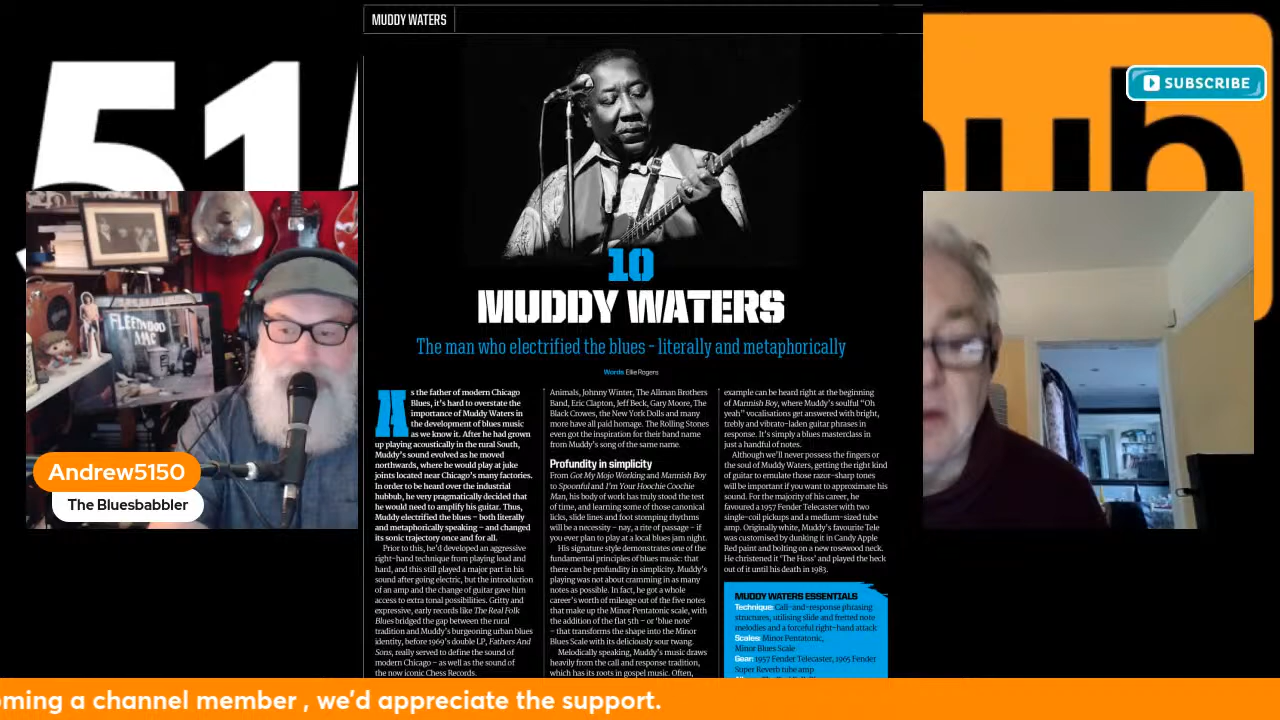 MUDDY WATERS
51
ub
SUBSCRIBE
10
MUDDY WATERS
The man who electrified the blues – literally and metaphorically
Words Ellie Rogers
As the father of modern Chicago
Blues, it's hard to overstate the
importance of Muddy Waters in
the development of blues music
as we know it. After he had grown
up playing acoustically in the rural South,
Muddy's sound evolved as he moved
northwards, where he would play at juke
joints located near Chicago's many factories.
In order to be heard over the industrial
hubbub, he very pragmatically decided that
he would need to amplify his guitar. Thus,
Muddy electrified the blues – both literally
and metaphorically speaking – and changed
its sonic trajectory once and for all.
Prior to this, he'd developed an aggressive
right-hand technique from playing loud and
hard, and this still played a major part in his
sound after going electric, but the introduction
of an amp and the change of guitar gave him
access to extra tonal possibilities. Gritty and
expressive, early records like The Real Folk
Blues bridged the gap between the rural
tradition and Muddy's burgeoning urban blues
identity, before 1969's double LP, Fathers And
Sons, really served to define the sound of
modern Chicago – as well as the sound of
the now iconic Chess Records.
Animals, Johnny Winter, The Allman Brothers
Band, Eric Clapton, Jeff Beck, Gary Moore, The
Black Crowes, the New York Dolls and many
more have all paid homage. The Rolling Stones
even got the inspiration for their band name
from Muddy's song of the same name.
Profundity in simplicity
From Got My Mojo Working and Mannish Boy
to Spoonful and I'm Your Hoochie Coochie
Man, his body of work has truly stood the test
of time, and learning some of those canonical
licks, slide lines and foot stomping rhythms
will be a necessity – nay, a rite of passage – if
you ever plan to play at a local blues jam night.
His signature style demonstrates one of the
fundamental principles of blues music: that
there can be profundity in simplicity. Muddy's
playing was not about cramming in as many
notes as possible. In fact, he got a whole
career's worth of mileage out of the five notes
that make up the Minor Pentatonic scale, with
the addition of the flat 5th – or 'blue note'
– that transforms the shape into the Minor
Blues Scale with its deliciously sour twang.
Melodically speaking, Muddy's music draws
heavily from the call and response tradition,
which has its roots in gospel music. Often,
example can be heard right at the beginning
of Mannish Boy, where Muddy's soulful "Oh
yeah" vocalisations get answered with bright,
trebly and vibrato-laden guitar phrases in
response. It's simply a blues masterclass in
just a handful of notes.
Although we'll never possess the fingers or
the soul of Muddy Waters, getting the right kind
of guitar to emulate those razor-sharp tones
will be important if you want to approximate his
sound. For the majority of his career, he
favoured a 1957 Fender Telecaster with two
single-coil pickups and a medium-sized tube
amp. Originally white, Muddy's favourite Tele
was customised by dunking it in Candy Apple
Red paint and bolting on a new rosewood neck.
He christened it 'The Hoss' and played the heck
out of it until his death in 1983.
MUDDY WATERS ESSENTIALS
Technique: Call-and-response phrasing
structures, utilising slide and fretted note
melodies and a forceful right-hand attack
Scales: Minor Pentatonic,
Minor Blues Scale
Gear: 1957 Fender Telecaster, 1965 Fender
Super Reverb tube amp
FLEETWOOD
MAC
Andrew5150
The Bluesbabbler
oming a channel member , we'd appreciate the support.